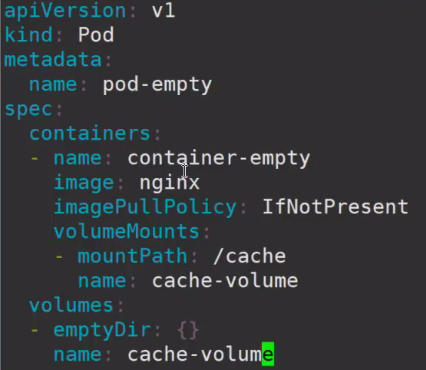 apiVersion: v1
kind: Pod
metadata:
  name: pod-empty
spec:
  containers:
  - name: container-empty
    image: nginx
    imagePullPolicy: IfNotPresent
    volumeMounts:
    - mountPath: /cache
      name: cache-volume
  volumes:
  - emptyDir: {}
    name: cache-volume